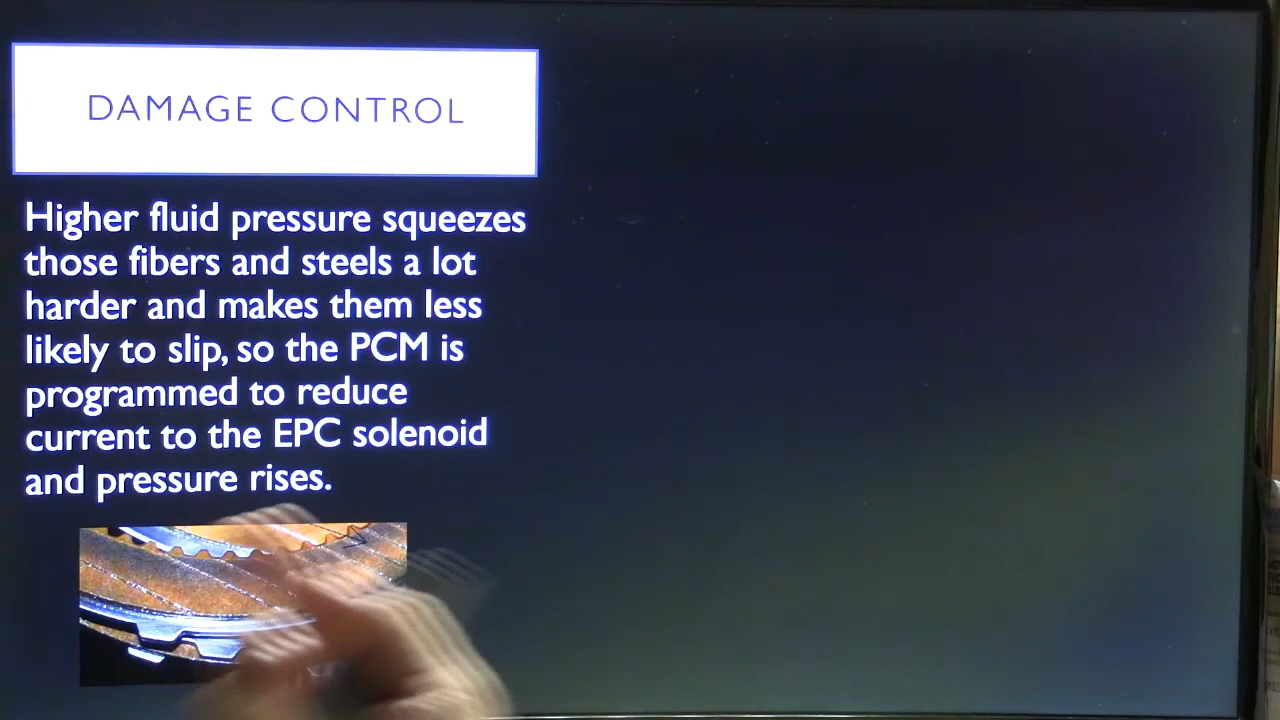 DAMAGE CONTROL
Higher fluid pressure squeezes
those fibers and steels a lot
harder and makes them less
likely to slip, so the PCM is
programmed to reduce
current to the EPC solenoid
and pressure rises.